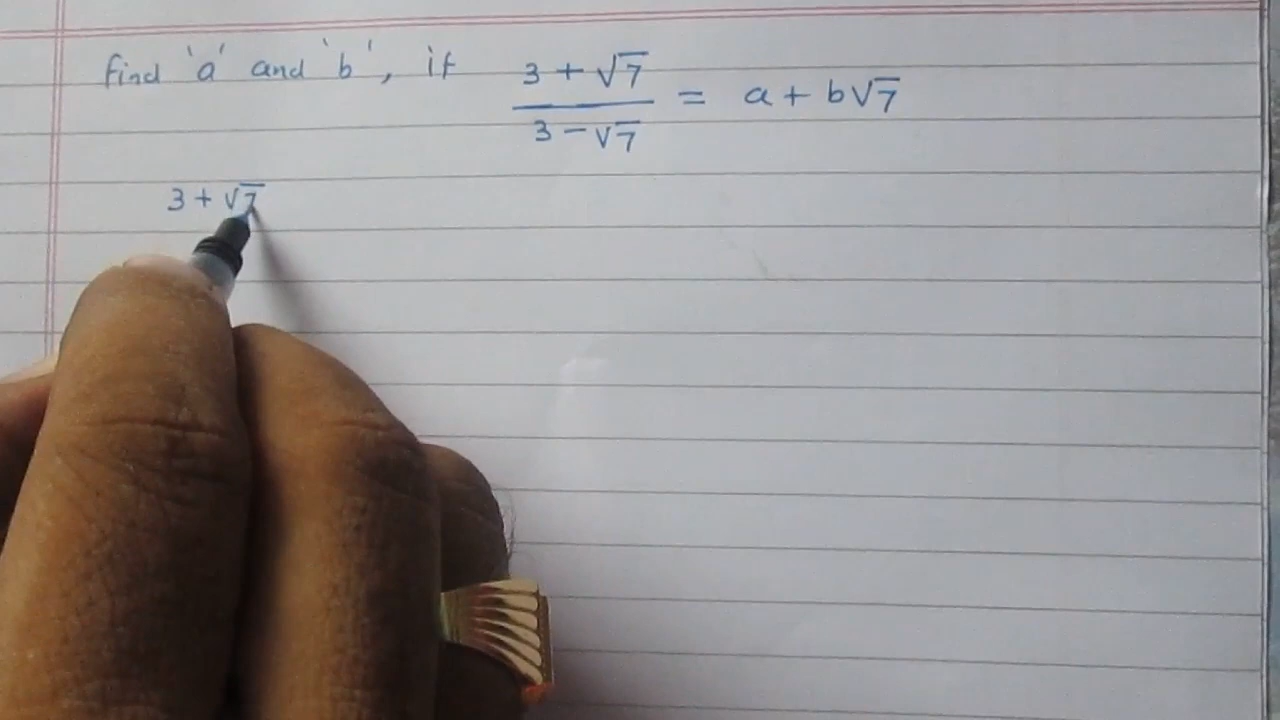 find 'a' and 'b', if 3 + √7 / 3 - √7 = a + b√7
3 + √7